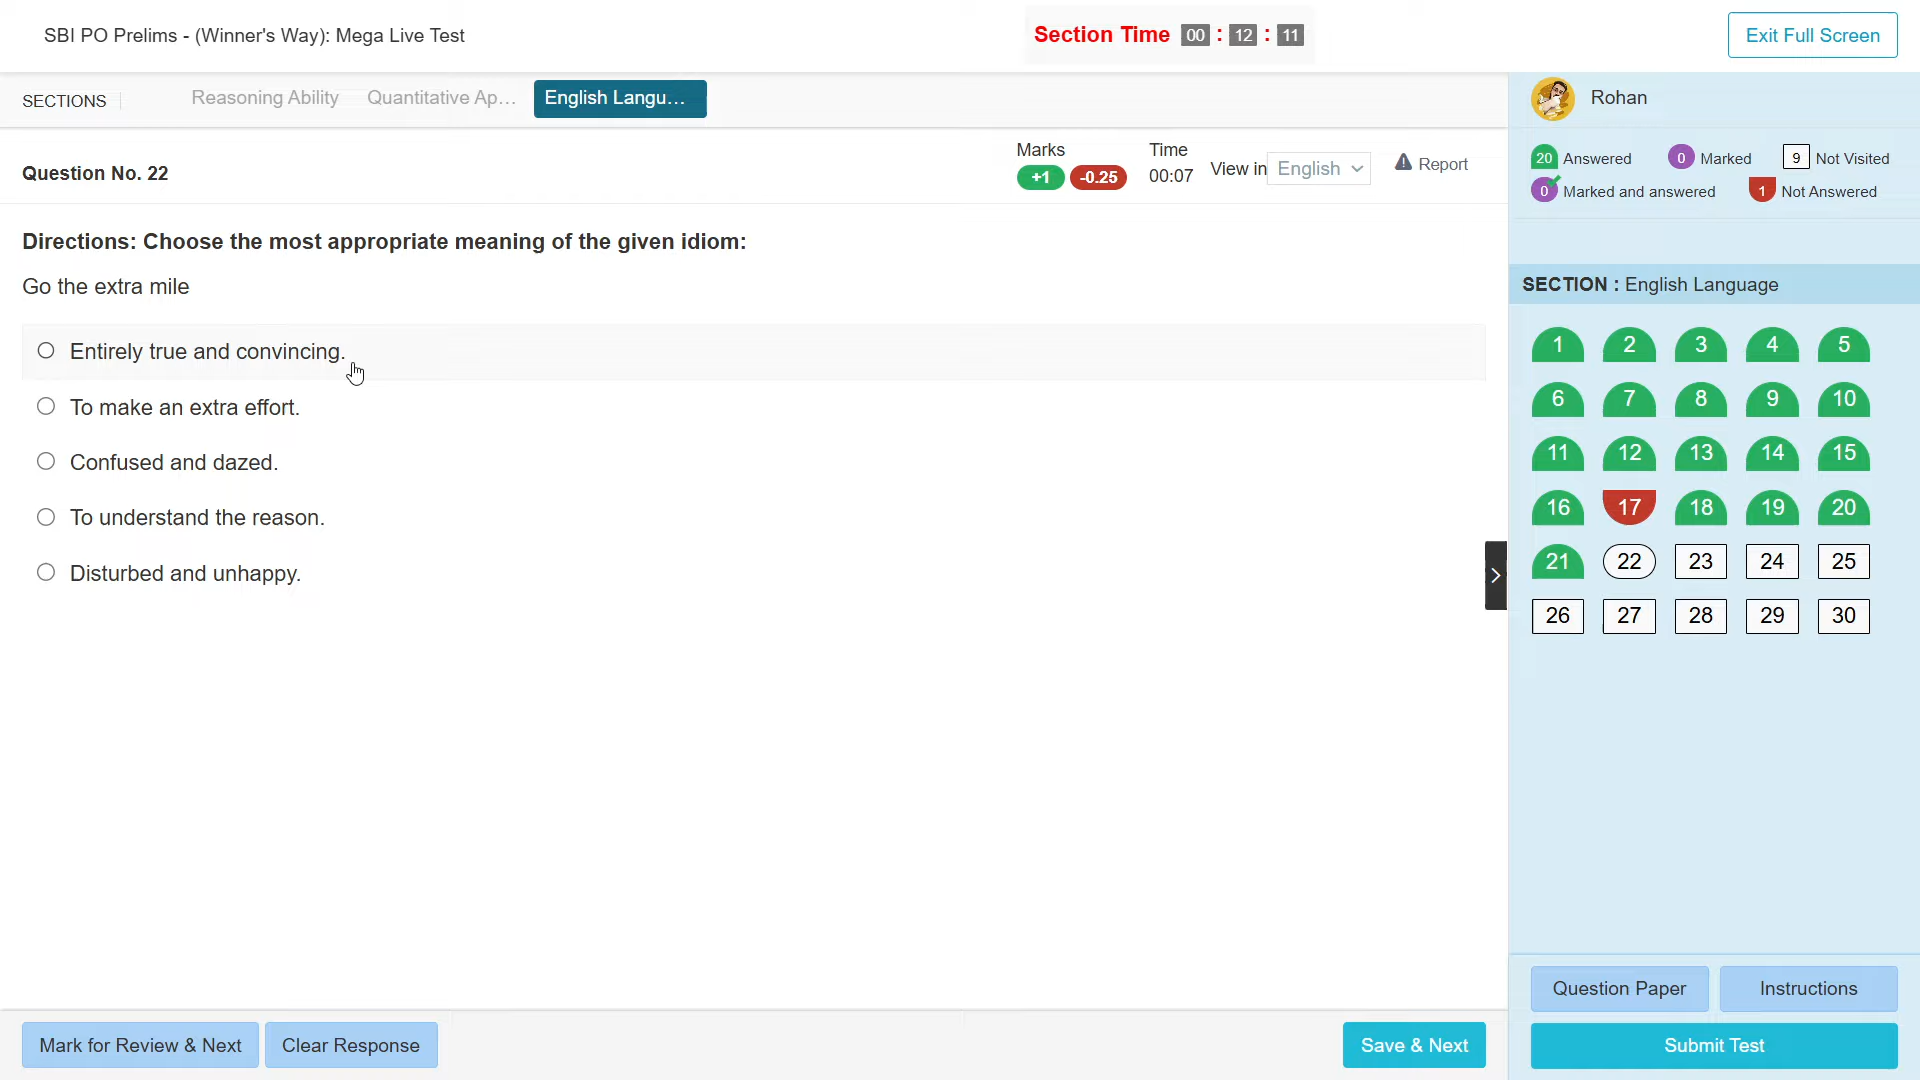 SBI PO Prelims - (Winner's Way): Mega Live Test
Section Time 00 : 12 : 11
Exit Full Screen
SECTIONS
Reasoning Ability
Quantitative Ap...
English Langu...
Rohan
Question No. 22
Marks
+1 -0.25
Time
00:07
View in English
Report
20 Answered
0 Marked
9 Not Visited
0 Marked and answered
1 Not Answered
Directions: Choose the most appropriate meaning of the given idiom:
Go the extra mile
Entirely true and convincing.
To make an extra effort.
Confused and dazed.
To understand the reason.
Disturbed and unhappy.
SECTION : English Language
1 2 3 4 5
6 7 8 9 10
11 12 13 14 15
16 17 18 19 20
21 22 23 24 25
26 27 28 29 30
Question Paper
Instructions
Mark for Review & Next
Clear Response
Save & Next
Submit Test